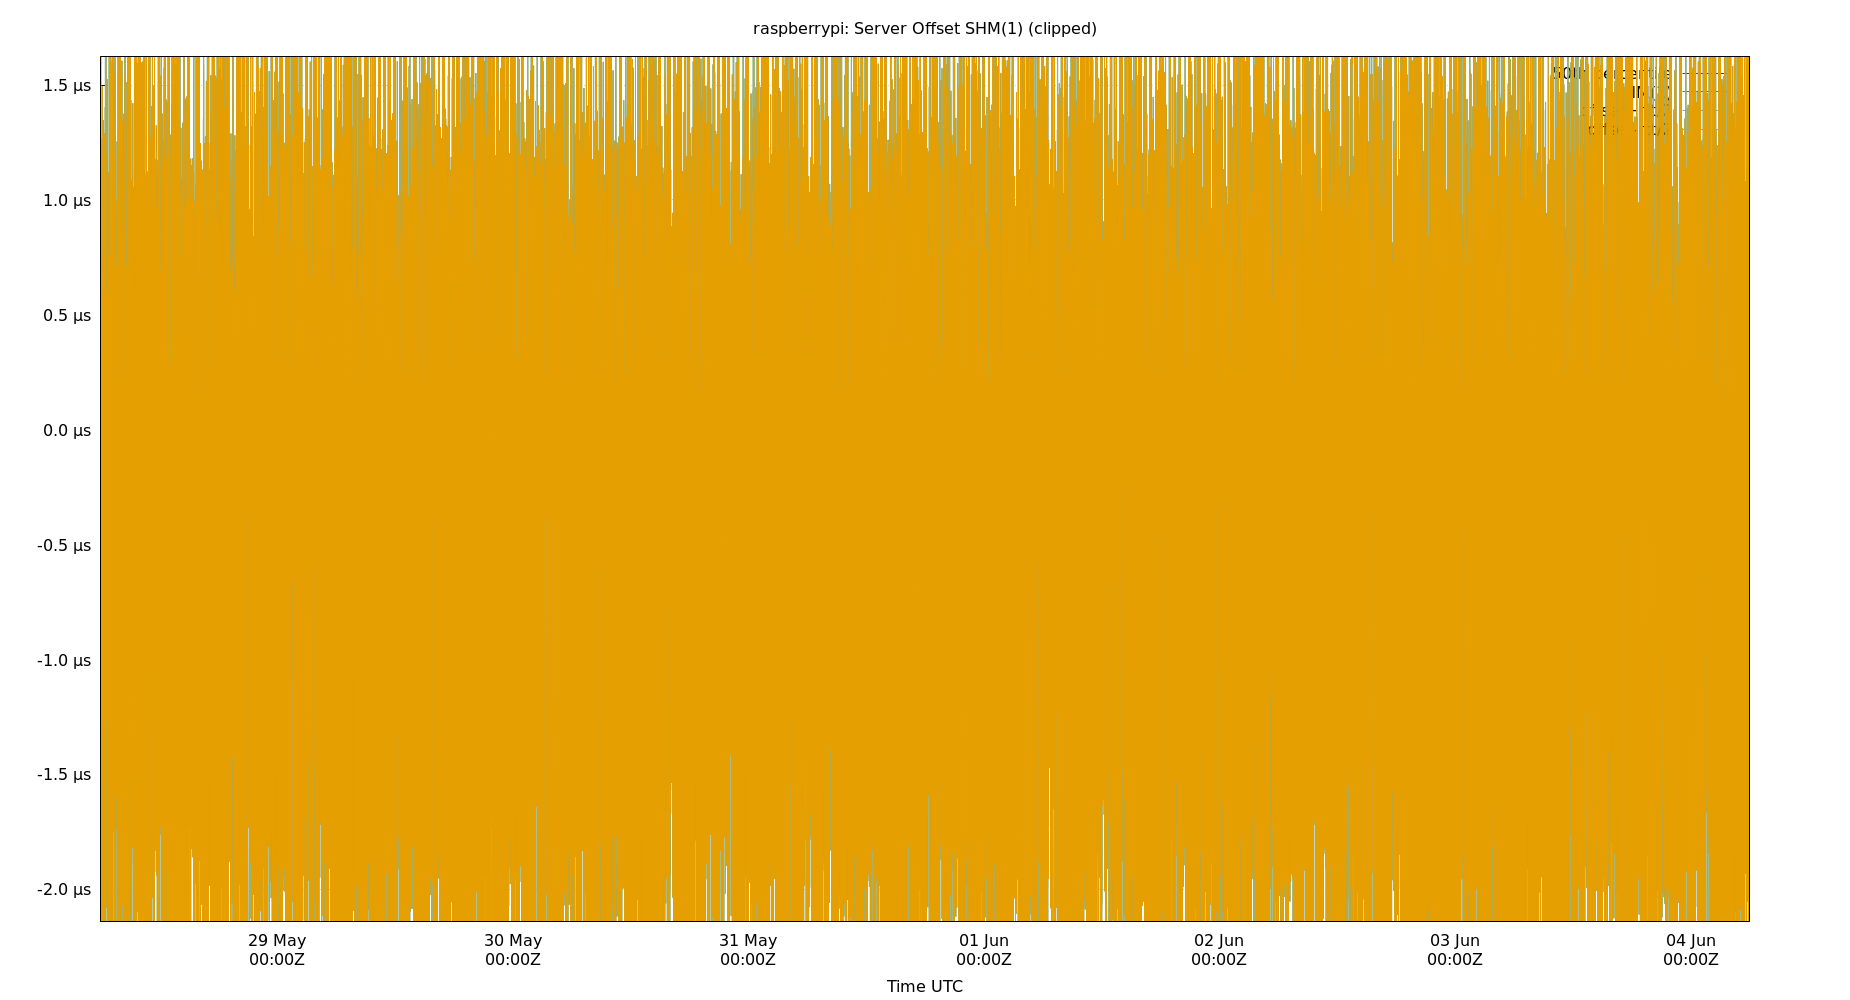 raspberrypi: Server Offset SHM(1) (clipped)
1.5 µs
1.0 µs
0.5 µs
0.0 µs
-0.5 µs
-1.0 µs
-1.5 µs
-2.0 µs
29 May 30 May 31 May 01 Jun 02 Jun 03 Jun 04 Jun
00:00Z 00:00Z 00:00Z 00:00Z 00:00Z 00:00Z 00:00Z
Time UTC